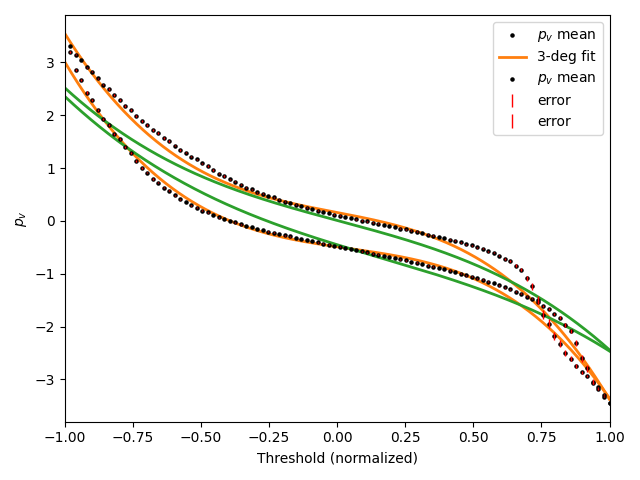 p_v mean
3-deg fit
p_v mean
error
error
3
2
1
0
−1
−2
−3
p_v
−1.00 −0.75 −0.50 −0.25 0.00 0.25 0.50 0.75 1.00
Threshold (normalized)